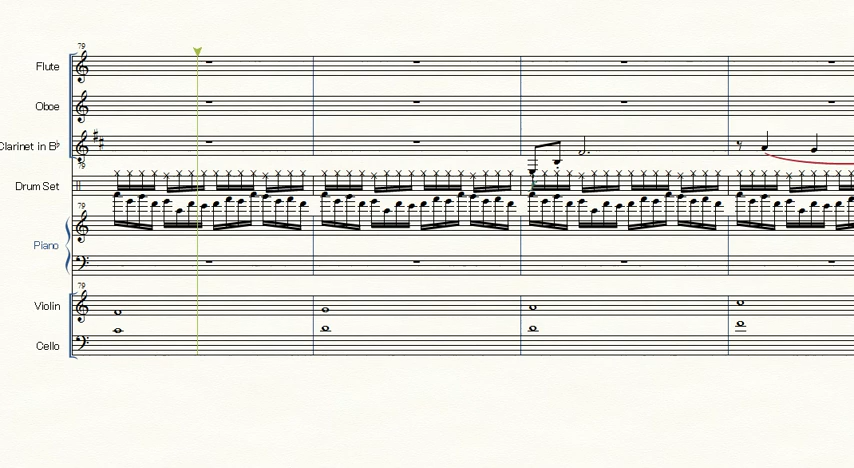 79
Flute
Oboe
Clarinet in B♭
79
Drum Set
79
Piano
79
Violin
Cello